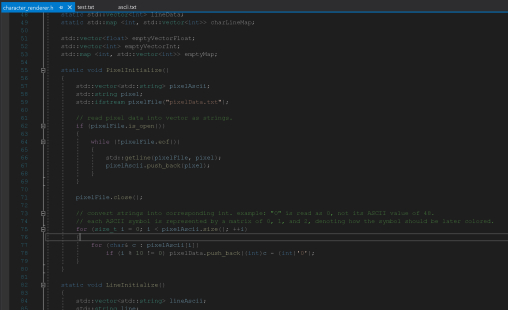 character_renderer.h test.txt ascii.txt
static std::vector<int> lineData;
static std::map <int, std::vector<int>> charLineMap;
std::vector<float> emptyVectorFloat;
std::vector<int> emptyVectorInt;
std::map <int, std::vector<int>> emptyMap;
static void PixelInitialize()
{
std::vector<std::string> pixelAscii;
std::string pixel;
std::ifstream pixelFile("pixelData.txt");
// read pixel data into vector as strings.
if (pixelFile.is_open())
{
while (!pixelFile.eof())
{
std::getline(pixelFile, pixel);
pixelAscii.push_back(pixel);
}
}
pixelFile.close();
// convert strings into corresponding int. example: "0" is read as 0, not its ASCII value of 48.
// each ASCII symbol is represented by a matrix of 0, 1, and 2, denoting how the symbol should be later colored.
for (size_t i = 0; i < pixelAscii.size(); ++i)
{
for (char& c : pixelAscii[i])
if (i % 10 != 0) pixelData.push_back((int)c - (int)'0');
}
}
static void LineInitialize()
{
std::vector<std::string> lineAscii;
std::string line;